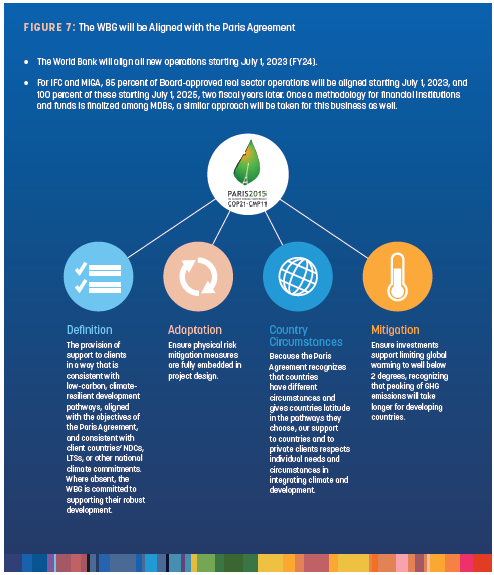 FIGURE 7: The WBG will be Aligned with the Paris Agreement
• The World Bank will align all new operations starting July 1, 2023 (FY24).
• For IFC and MIGA, 85 percent of Board-approved real sector operations will be aligned starting July 1, 2023, and
100 percent of these starting July 1, 2025, two fiscal years later. Once a methodology for financial institutions
and funds is finalized among MDBs, a similar approach will be taken for this business as well.
PARIS2015
COP21·CMP11
Definition
The provision of
support to clients
in a way that is
consistent with
low-carbon, climate-
resilient development
pathways, aligned
with the objectives of
the Paris Agreement,
and consistent with
client countries' NDCs,
LTSs, or other national
climate commitments.
Where absent, the
WBG is committed to
supporting their robust
development.
Adaptation
Ensure physical risk
mitigation measures
are fully embedded in
project design.
Country
Circumstances
Because the Paris
Agreement recognizes
that countries
have different
circumstances and
gives countries latitude
in the pathways they
choose, our support
to countries and to
private clients respects
individual needs and
circumstances in
integrating climate and
development.
Mitigation
Ensure investments
support limiting global
warming to well below
2 degrees, recognizing
that peaking of GHG
emissions will take
longer for developing
countries.